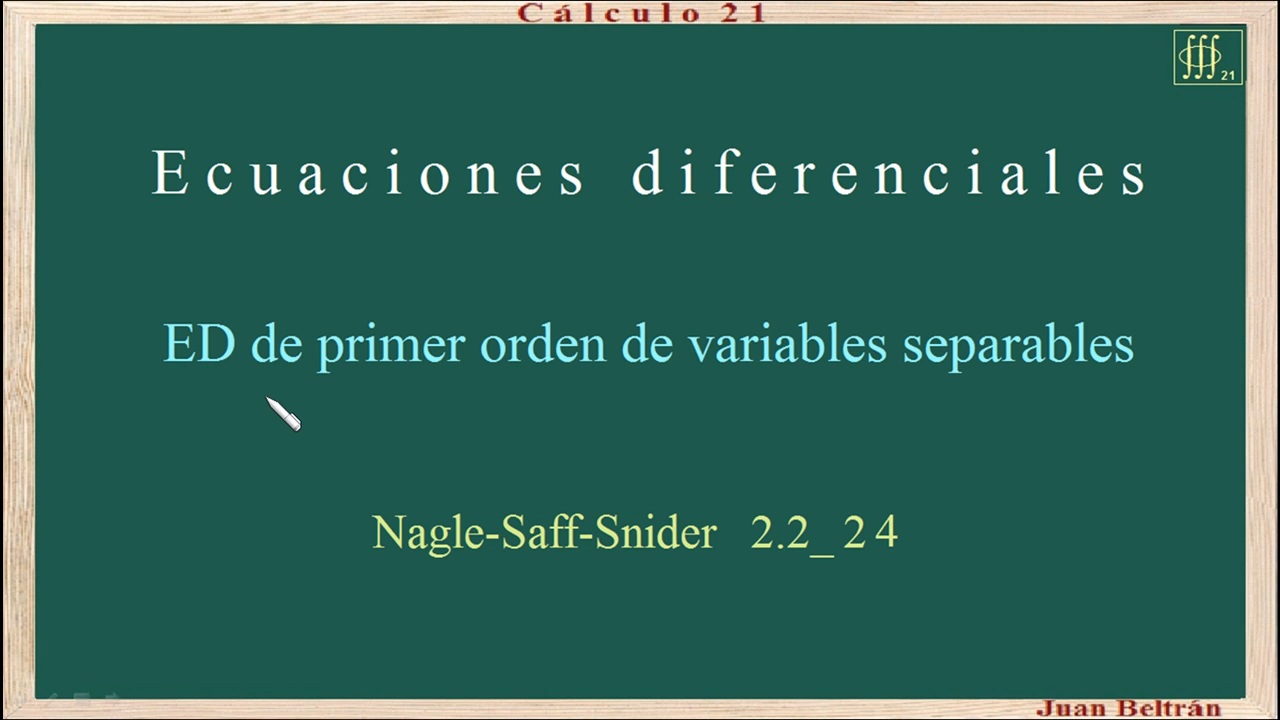 Cálculo 21
∯∫ 21
Ecuaciones diferenciales
ED de primer orden de variables separables
Nagle-Saff-Snider 2.2_ 24
Juan Beltrán